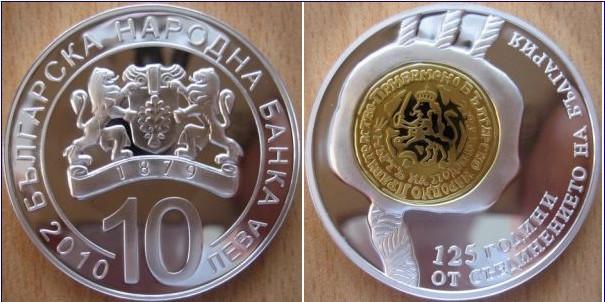 БЪЛГАРСКА НАРОДНА БАНКА
1879
2010
10
ЛЕВА
125 ГОДИНИ
ОТ СЪЕДИНЕНИЕТО НА БЪЛГАРИЯ